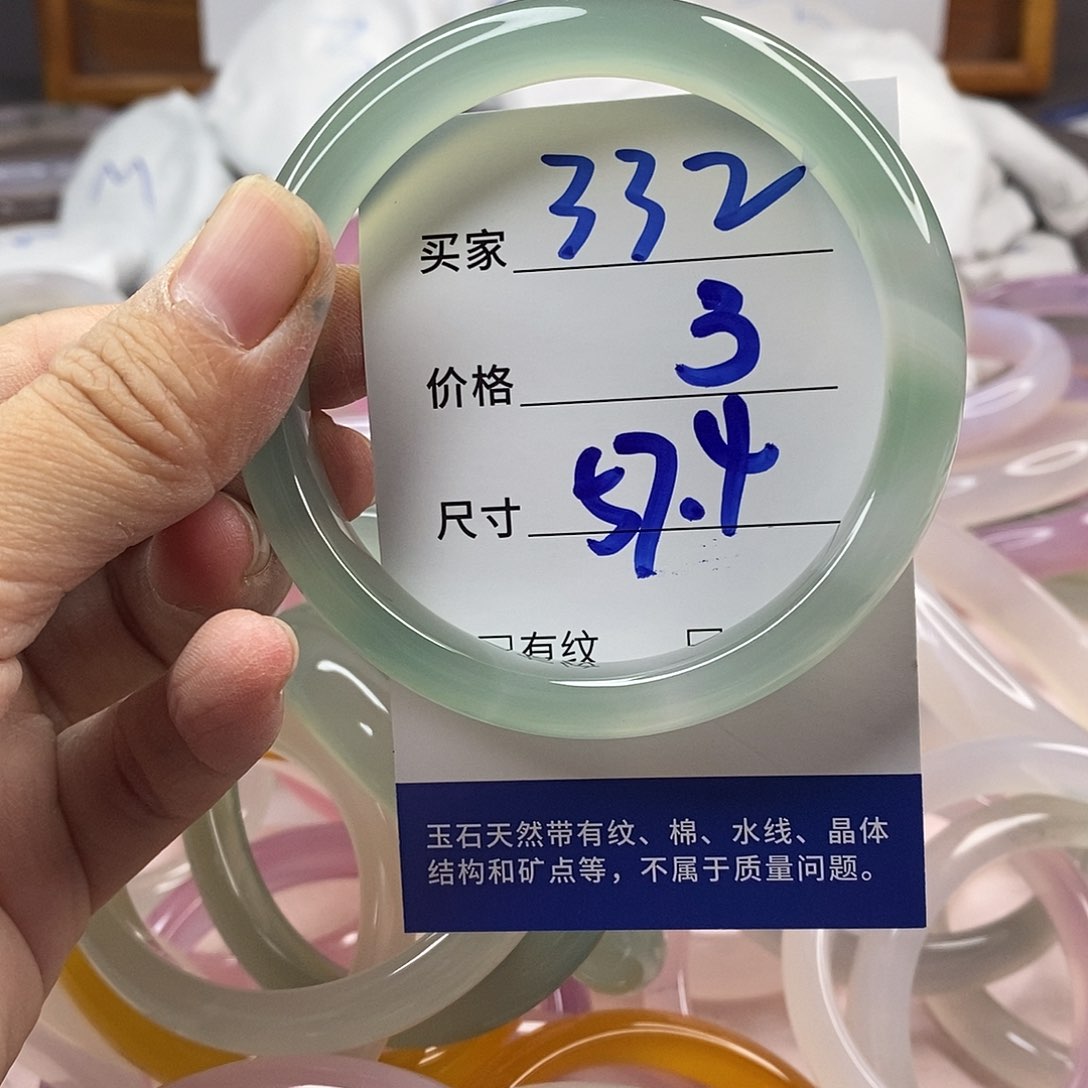 买家 332
价格 3
尺寸 57.4
有纹
玉石天然带有纹、棉、水线、晶体
结构和矿点等，不属于质量问题。